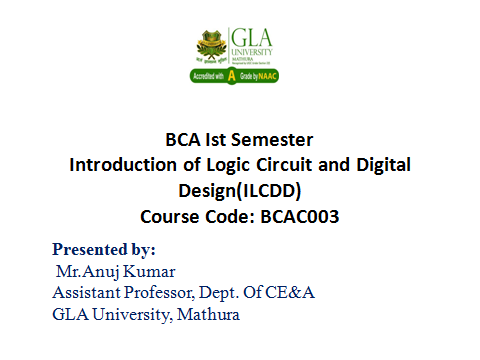 GLA
UNIVERSITY
MATHURA
Accredited with A Grade by NAAC
BCA Ist Semester
Introduction of Logic Circuit and Digital
Design(ILCDD)
Course Code: BCAC003
Presented by:
Mr.Anuj Kumar
Assistant Professor, Dept. Of CE&A
GLA University, Mathura